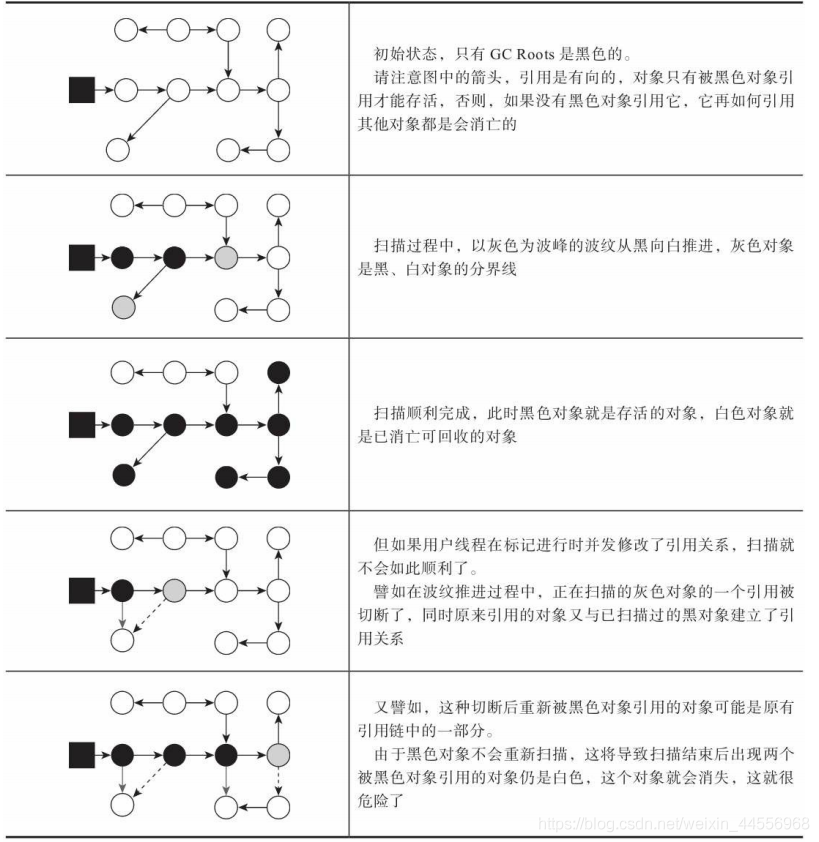 初始状态，只有 GC Roots 是黑色的。
请注意图中的箭头，引用是有向的，对象只有被黑色对象引
用才能存活，否则，如果没有黑色对象引用它，它再如何引用
其他对象都是会消亡的
扫描过程中，以灰色为波峰的波纹从黑向白推进，灰色对象
是黑、白对象的分界线
扫描顺利完成，此时黑色对象就是存活的对象，白色对象就
是已消亡可回收的对象
但如果用户线程在标记进行时并发修改了引用关系，扫描就
不会如此顺利了。
譬如在波纹推进过程中，正在扫描的灰色对象的一个引用被
切断了，同时原来引用的对象又与已扫描过的黑对象建立了引
用关系
又譬如，这种切断后重新被黑色对象引用的对象可能是原有
引用链中的一部分。
由于黑色对象不会重新扫描，这将导致扫描结束后出现两个
被黑色对象引用的对象仍是白色，这个对象就会消失，这就很
危险了
https://blog.csdn.net/weixin_44556968